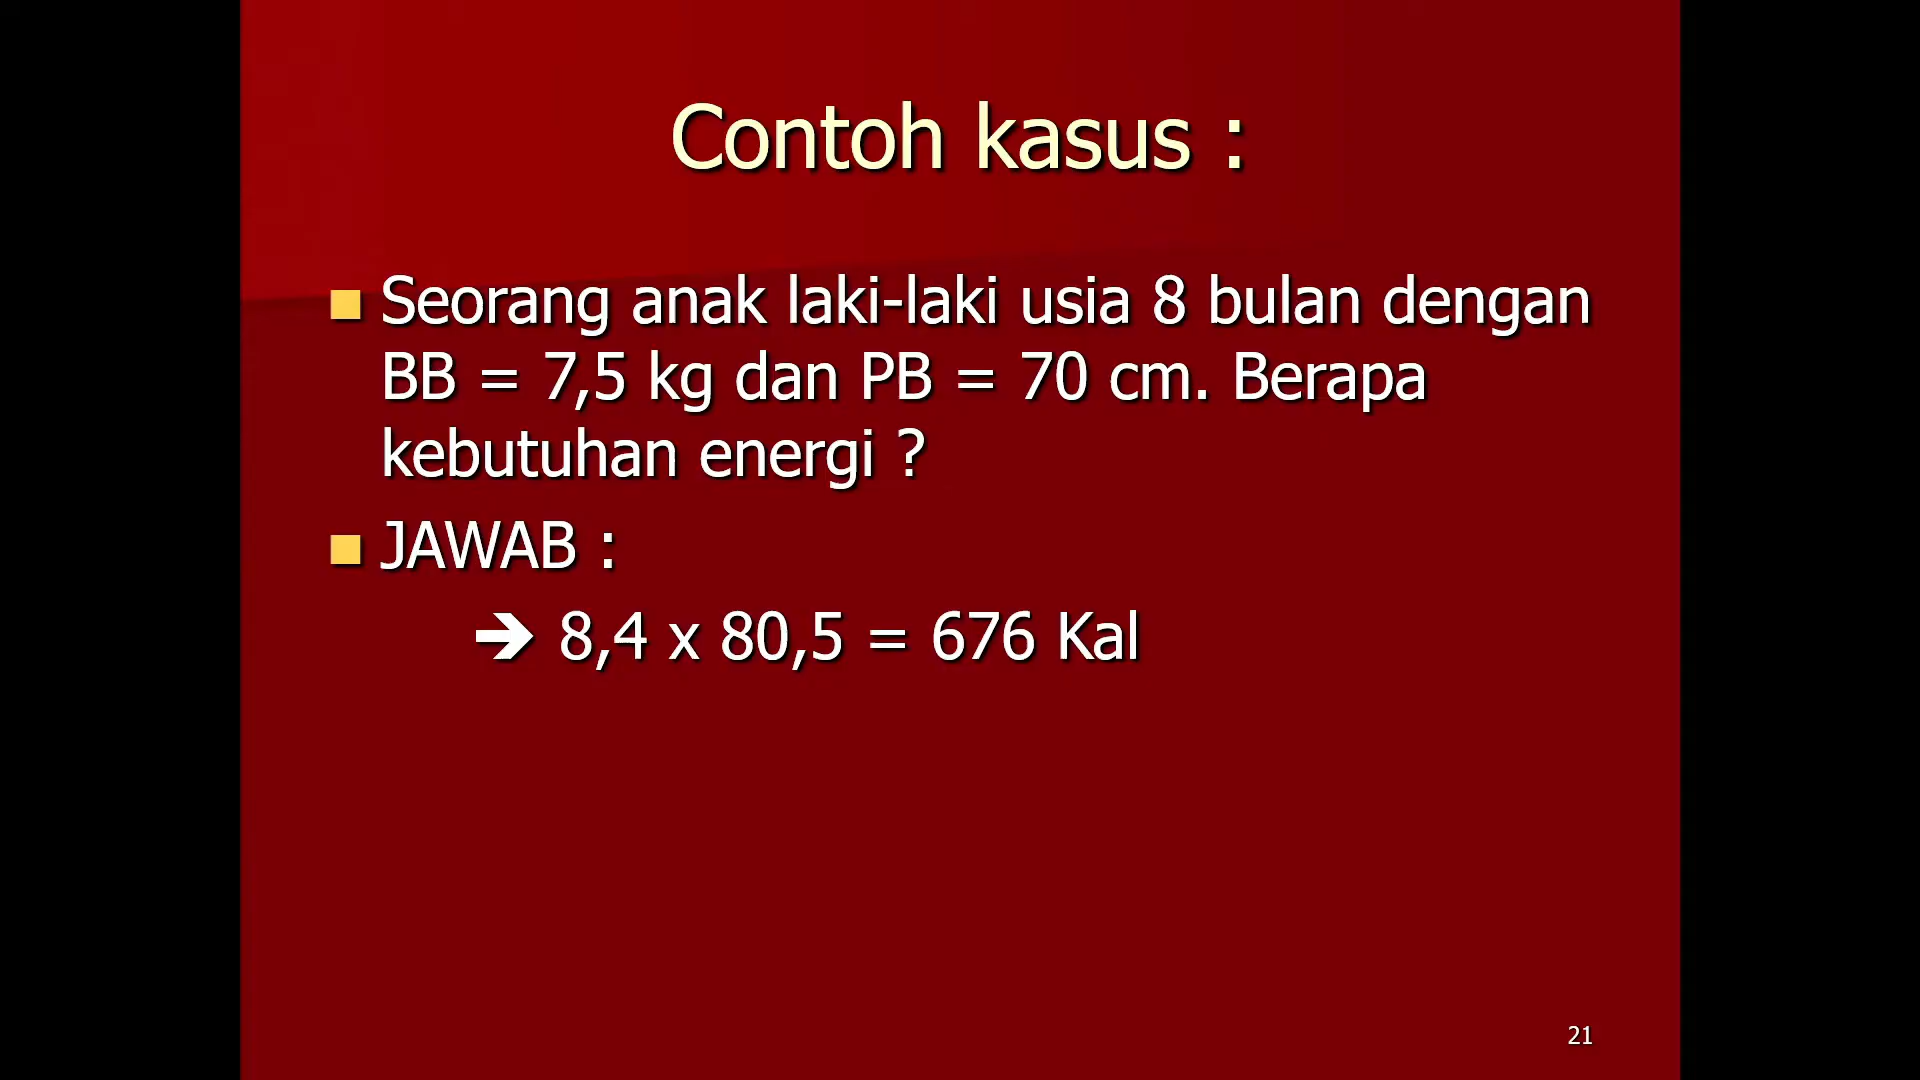 Contoh kasus :
Seorang anak laki-laki usia 8 bulan dengan
BB = 7,5 kg dan PB = 70 cm. Berapa
kebutuhan energi ?
JAWAB :
➔ 8,4 x 80,5 = 676 Kal
21